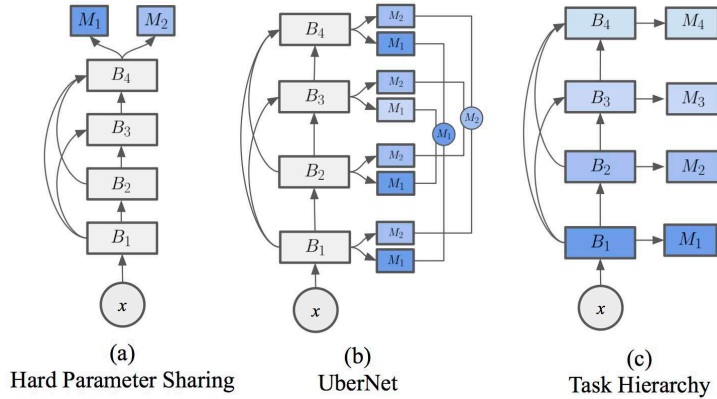 M₁ M₂
B₄
B₃
B₂
B₁
x
(a)
Hard Parameter Sharing
B₄ M₂
M₁
B₃ M₂
M₁
M₁ M₂
B₂ M₂
M₁
B₁ M₂
M₁
x
(b)
UberNet
B₄ M₄
B₃ M₃
B₂ M₂
B₁ M₁
x
(c)
Task Hierarchy